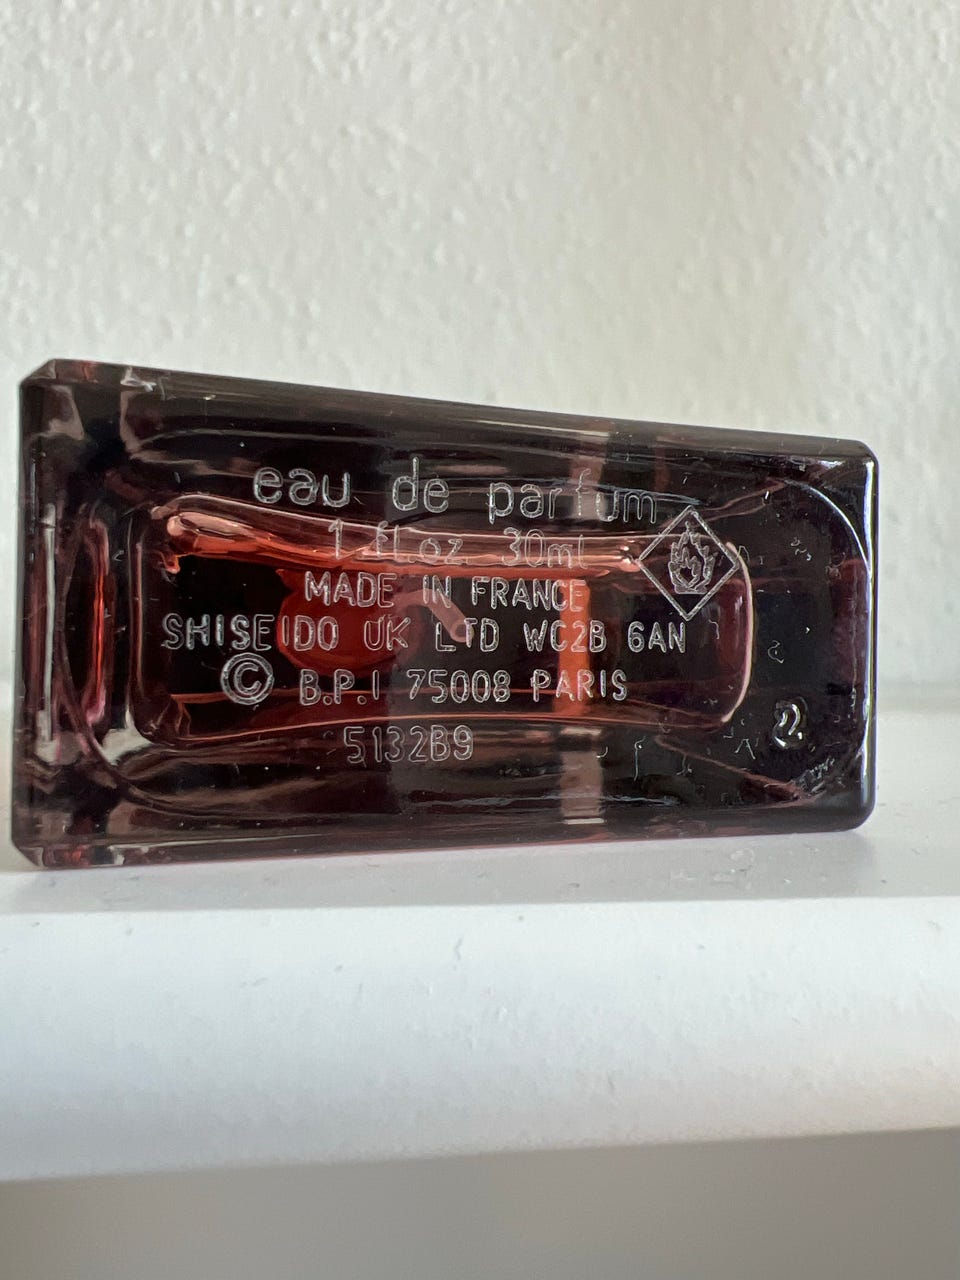 eau de parfum
1 fl.oz. 30ml
MADE IN FRANCE
SHISEIDO UK LTD WC2B 6AN
© B.P.I 75008 PARIS
5132B9